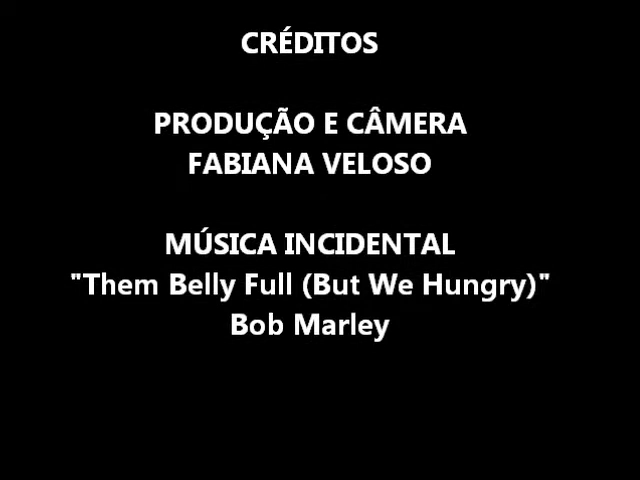 CRÉDITOS
PRODUÇÃO E CÂMERA
FABIANA VELOSO
MÚSICA INCIDENTAL
"Them Belly Full (But We Hungry)"
Bob Marley